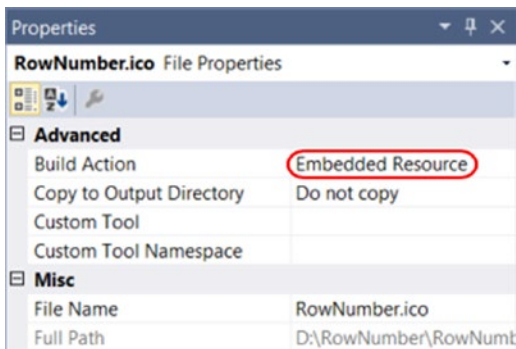 Properties
RowNumber.ico File Properties
Advanced
Build Action Embedded Resource
Copy to Output Directory Do not copy
Custom Tool
Custom Tool Namespace
Misc
File Name RowNumber.ico
Full Path D:\RowNumber\RowNumb